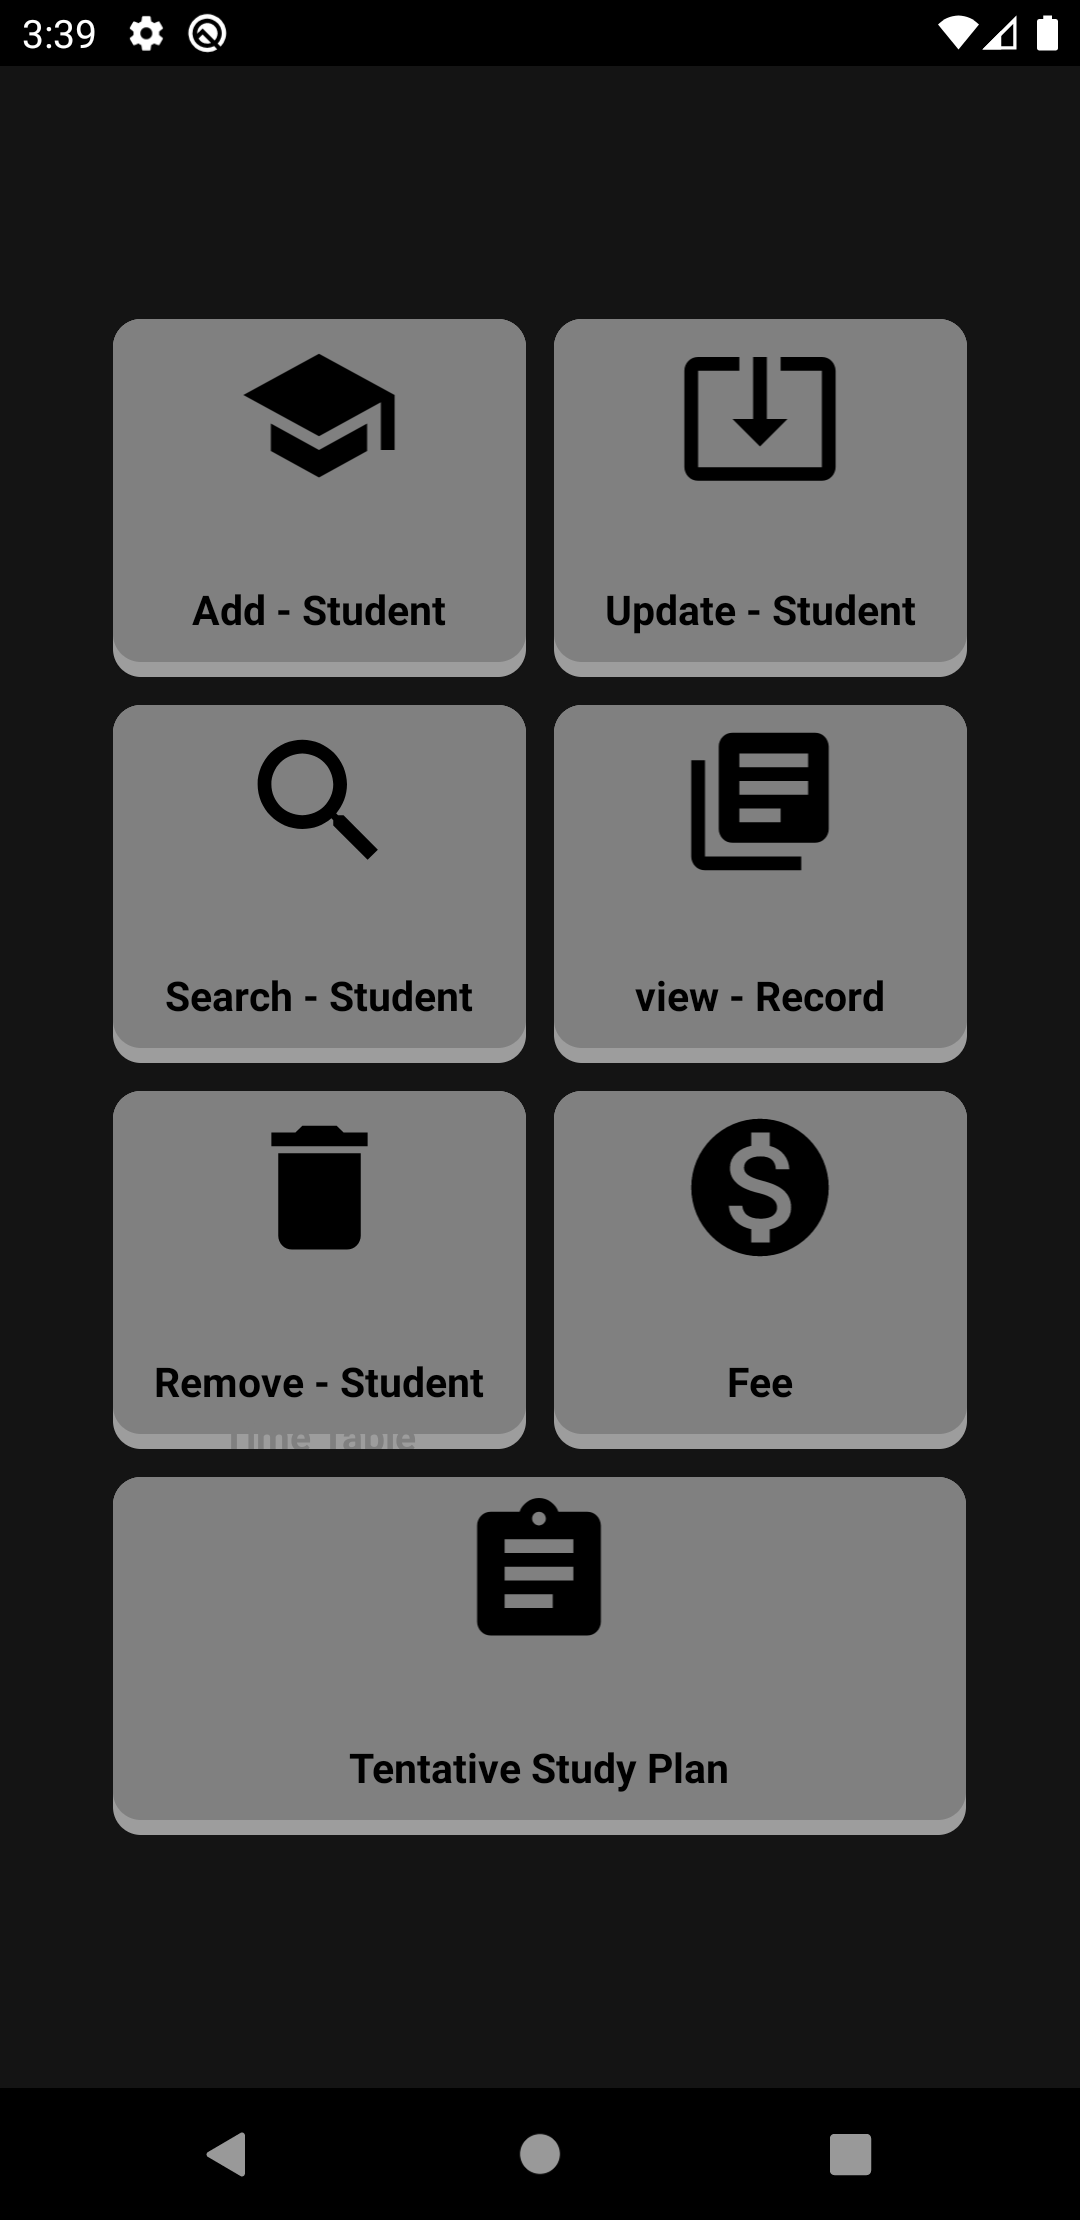 3:39
Add - Student
Update - Student
Search - Student
view - Record
Remove - Student
Fee
Time Table
Tentative Study Plan